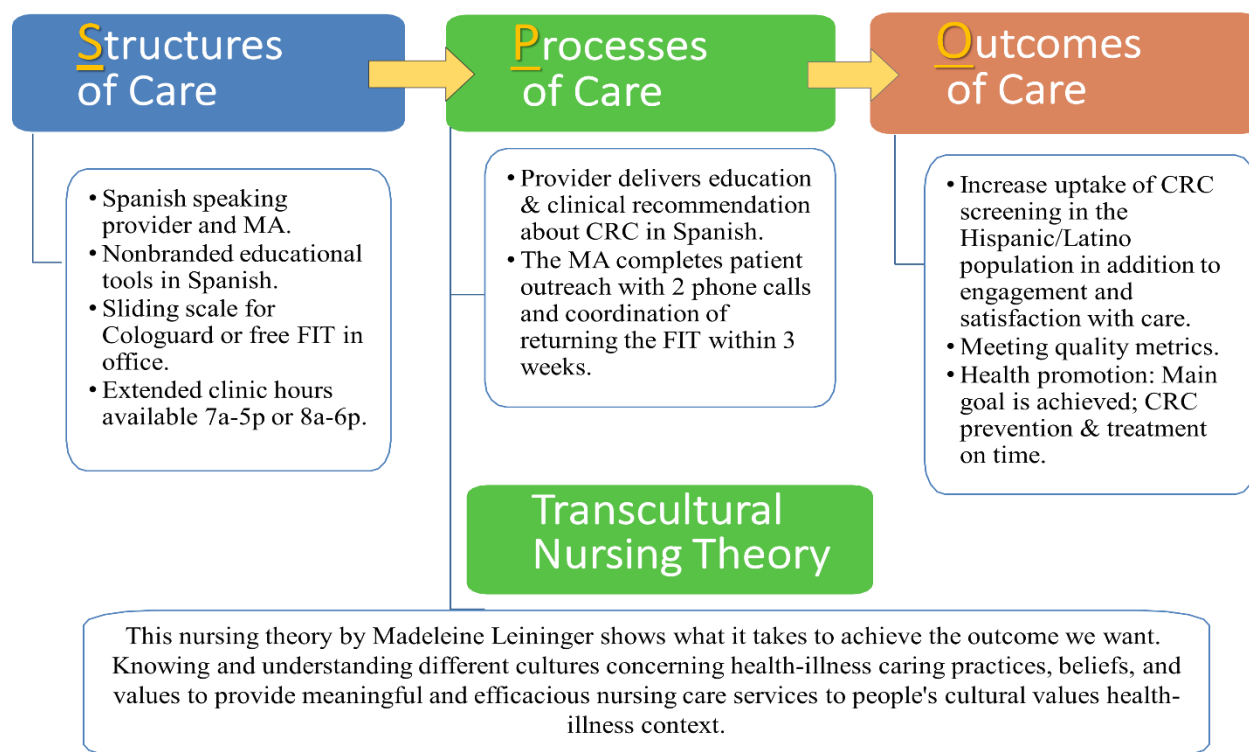 Structures
of Care
Processes
of Care
Outcomes
of Care
• Spanish speaking
provider and MA.
• Nonbranded educational
tools in Spanish.
• Sliding scale for
Cologuard or free FIT in
office.
• Extended clinic hours
available 7a-5p or 8a-6p.
• Provider delivers education
& clinical recommendation
about CRC in Spanish.
• The MA completes patient
outreach with 2 phone calls
and coordination of
returning the FIT within 3
weeks.
• Increase uptake of CRC
screening in the
Hispanic/Latino
population in addition to
engagement and
satisfaction with care.
• Meeting quality metrics.
• Health promotion: Main
goal is achieved; CRC
prevention & treatment
on time.
Transcultural
Nursing Theory
This nursing theory by Madeleine Leininger shows what it takes to achieve the outcome we want.
Knowing and understanding different cultures concerning health-illness caring practices, beliefs, and
values to provide meaningful and efficacious nursing care services to people's cultural values health-
illness context.